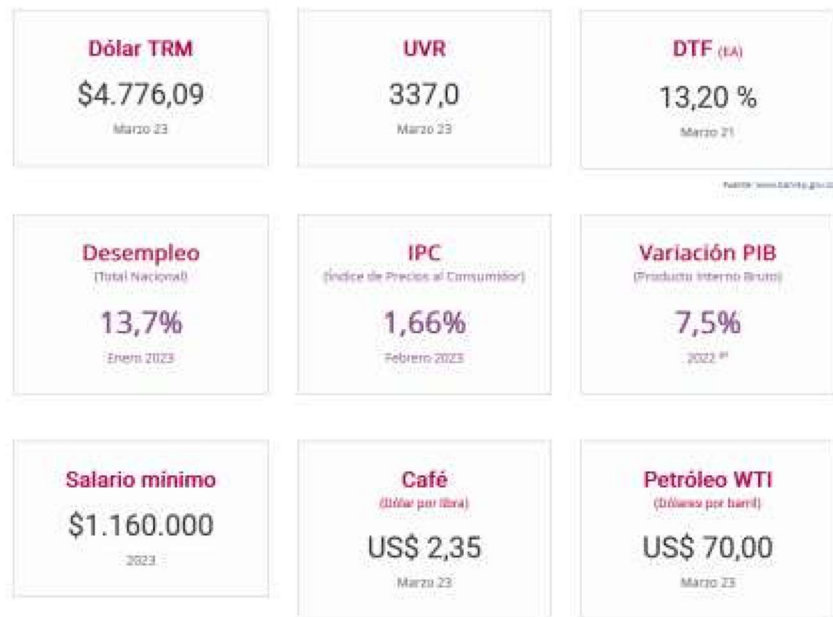 Dólar TRM
$4.776,09
Marzo 23
UVR
337,0
Marzo 23
DTF (EA)
13,20 %
Marzo 21
Desempleo
(Total Nacional)
13,7%
Enero 2023
IPC
(Índice de Precios al Consumidor)
1,66%
Febrero 2023
Variación PIB
(Producto Interno Bruto)
7,5%
2022
Salario mínimo
$1.160.000
2023
Café
(Dólar por libra)
US$ 2,35
Marzo 23
Petróleo WTI
(Dólares por barril)
US$ 70,00
Marzo 23